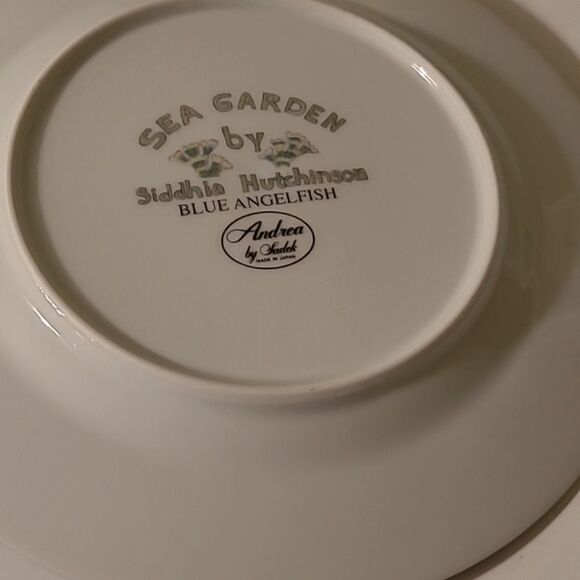 SEA GARDEN
by
Siddhia Hutchinson
BLUE ANGELFISH
Andrea
by Sadek
MADE IN JAPAN